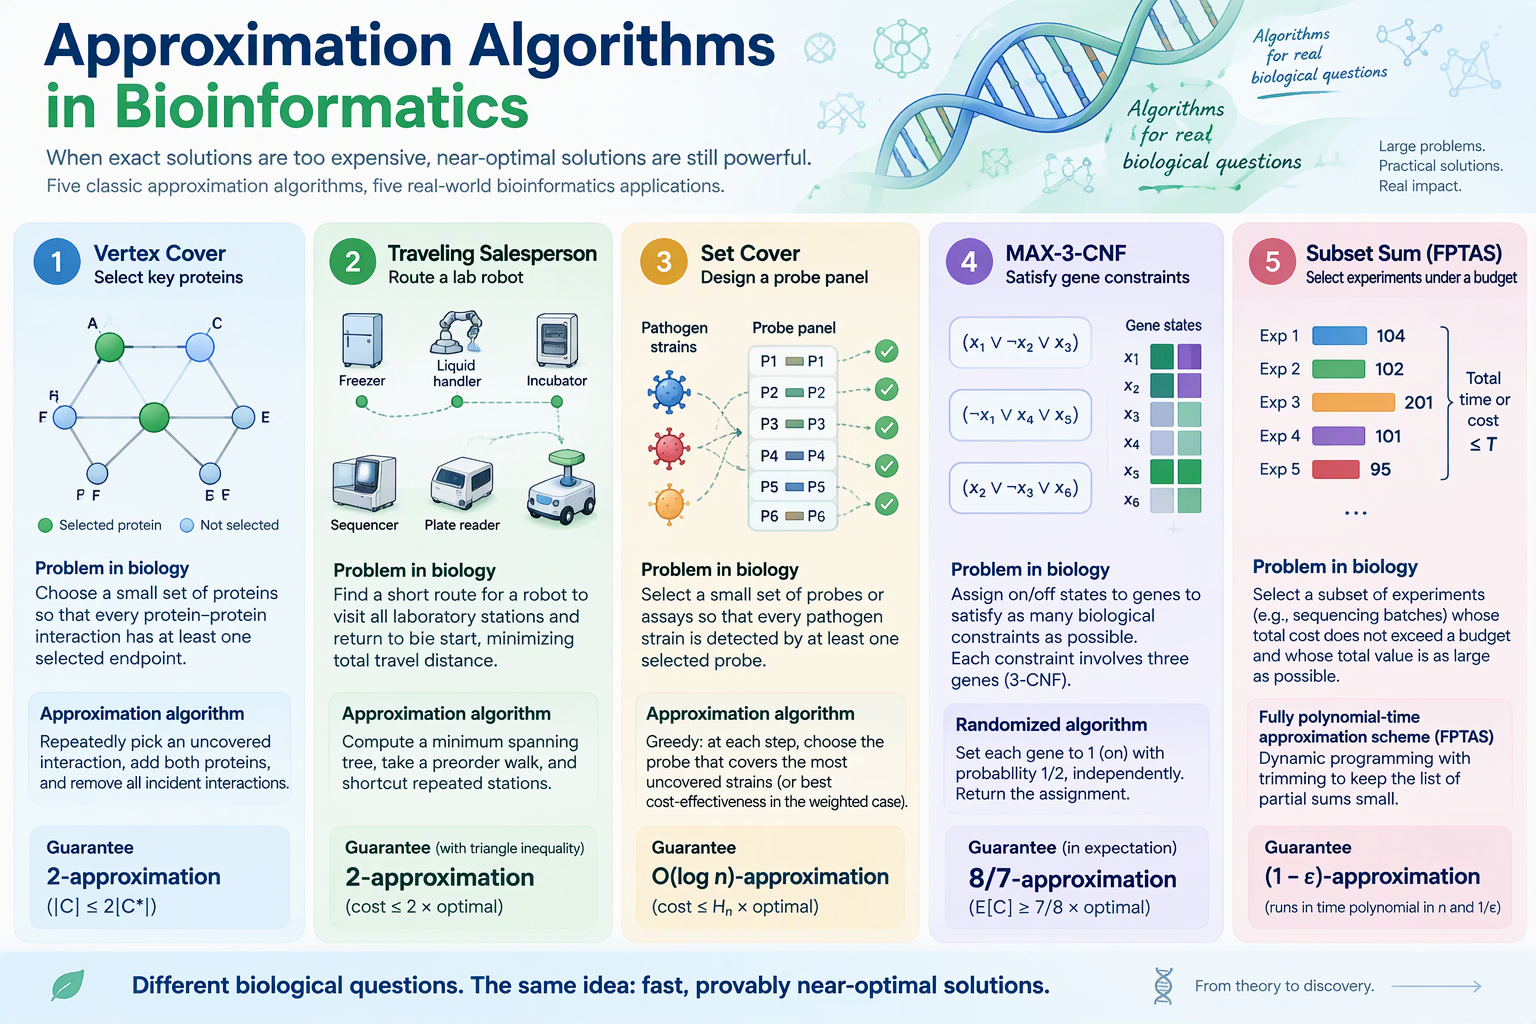 Approximation Algorithms
in Bioinformatics
When exact solutions are too expensive, near-optimal solutions are still powerful.
Five classic approximation algorithms, five real-world bioinformatics applications.
Algorithms
for real
biological questions
Algorithms
for real
biological questions
Large problems.
Practical solutions.
Real impact.
1
Vertex Cover
Select key proteins
A
C
H
F
E
P F
B F
Selected protein
Not selected
Problem in biology
Choose a small set of proteins
so that every protein–protein
interaction has at least one
selected endpoint.
Approximation algorithm
Repeatedly pick an uncovered
interaction, add both proteins,
and remove all incident interactions.
Guarantee
2-approximation
(|C] ≤ 2[C*|)
2
Traveling Salesperson
Route a lab robot
Freezer
Liquid
handler
Incubator
Sequencer
Plate reader
Problem in biology
Find a short route for a robot to
visit all laboratory stations and
return to bie start, minimizing
total travel distance.
Approximation algorithm
Compute a minimum spanning
tree, take a preorder walk, and
shortcut repeated stations.
Guarantee (with triangle inequality)
2-approximation
(cost ≤ 2 × optimal)
3
Set Cover
Design a probe panel
Pathogen
strains
Probe panel
P1 P1
P2 P2
P3 P3
P4 P4
P5 P5
P6 P6
Problem in biology
Select a small set of probes or
assays so that every pathogen
strain is detected by at least one
selected probe.
Approximation algorithm
Greedy: at each step, choose the
probe that covers the most
uncovered strains (or best
cost-effectiveness in the weighted case).
Guarantee
O(log n)-approximation
(cost ≤ Hₙ × optimal)
4
MAX-3-CNF
Satisfy gene constraints
(x₁ ∨ ¬x₂ ∨ x₃)
(¬x₁ ∨ x₄ ∨ x₅)
(x₂ ∨ ¬x₃ ∨ x₆)
Gene states
x₁
x₂
x₃
x₄
x₃
x₆
Problem in biology
Assign on/off states to genes to
satisfy as many biological
constraints as possible.
Each constraint involves three
genes (3-CNF).
Randomized algorithm
Set each gene to 1 (on) with
probability 1/2, independently.
Return the assignment.
Guarantee (in expectation)
8/7-approximation
(E[C] ≥ 7/8 × optimal)
5
Subset Sum (FPTAS)
Select experiments under a budget
Exp 1 104
Exp 2 102
Exp 3 201
Exp 4 101
Exp 5 95
...
Total
time or
cost
≤ T
Problem in biology
Select a subset of experiments
(e.g., sequencing batches) whose
total cost does not exceed a budget
and whose total value is as large
as possible.
Fully polynomial-time
approximation scheme (FPTAS)
Dynamic programming with
trimming to keep the list of
partial sums small.
Guarantee
(1 − ε)-approximation
(runs in time polynomial in n and 1/ε)
Different biological questions. The same idea: fast, provably near-optimal solutions.
From theory to discovery.